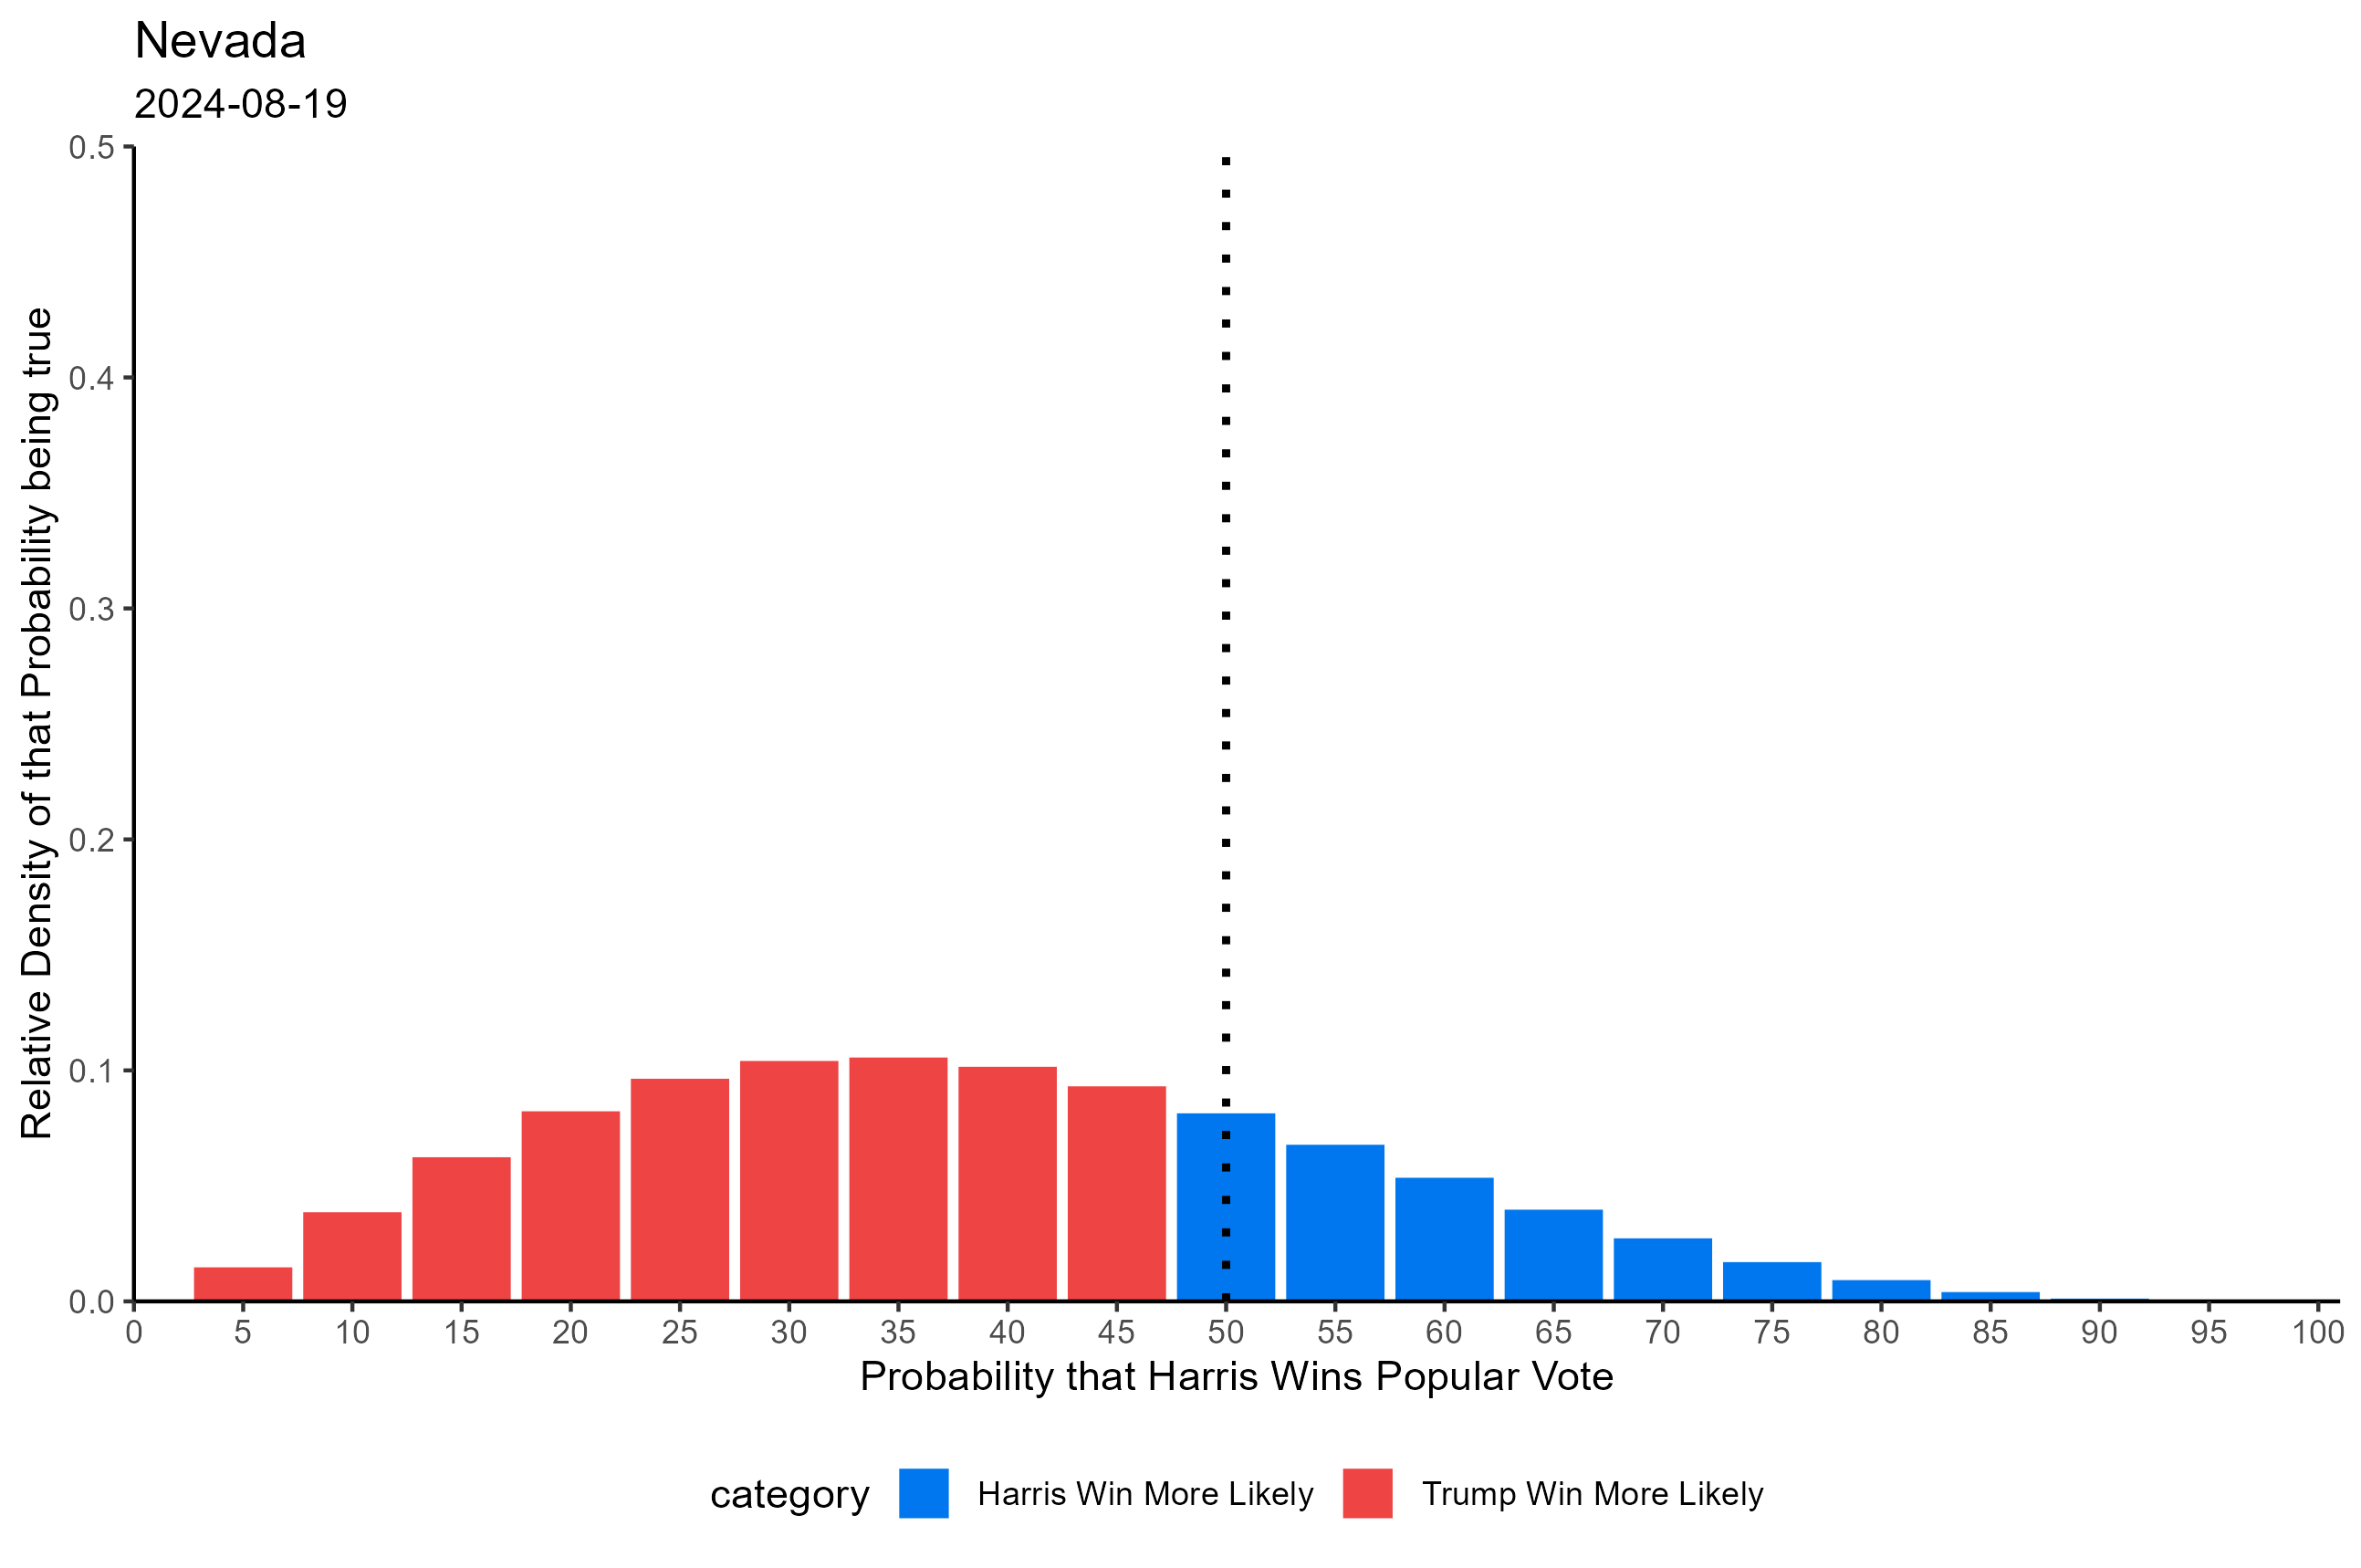 Nevada
2024-08-19
Relative Density of that Probability being true
0.5
0.4
0.3
0.2
0.1
0.0
0 5 10 15 20 25 30 35 40 45 50 55 60 65 70 75 80 85 90 95 100
Probability that Harris Wins Popular Vote
category Harris Win More Likely Trump Win More Likely